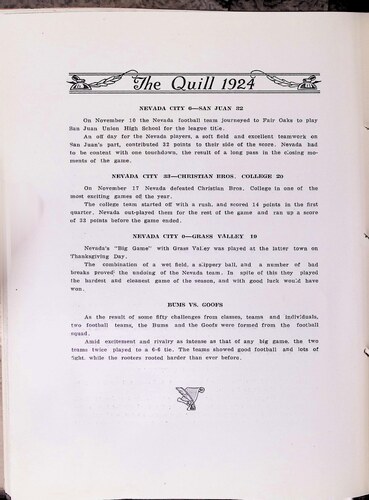 The Quill 1924
NEVADA CITY 6—SAN JUAN 32
On November 10 the Nevada football team journeyed to Fair Oaks to play
San Juan Union High School for the league title.
An off day for the Nevada players, a soft field and excellent teamwork on
San Juan's part, contributed 32 points to their side of the score. Nevada had
to be content with one touchdown, the result of a long pass in the closing mo-
ments of the game.
NEVADA CITY 33—CHRISTIAN BROS. COLLEGE 20
On November 17 Nevada defeated Christian Bros. College in one of the
most exciting games of the year.
The college team started off with a rush, and scored 14 points in the first
quarter. Nevada out-played them for the rest of the game and ran up a score
of 33 points before the game ended.
NEVADA CITY 0—GRASS VALLEY 19
Nevada's "Big Game" with Grass Valley was played at the latter town on
Thanksgiving Day.
The combination of a wet field, a slippery ball, and a number of bad
breaks proved the undoing of the Nevada team. In spite of this they played
the hardest and cleanest game of the season, and with good luck would have
won.
BUMS VS. GOOFS
As the result of some fifty challenges from classes, teams and individuals,
two football teams, the Bums and the Goofs were formed from the football
squad.
Amid excitement and rivalry as intense as that of any big game, the two
teams twice played to a 6-6 tie. The teams showed good football and lots of
fight, while the rooters rooted harder than ever before.